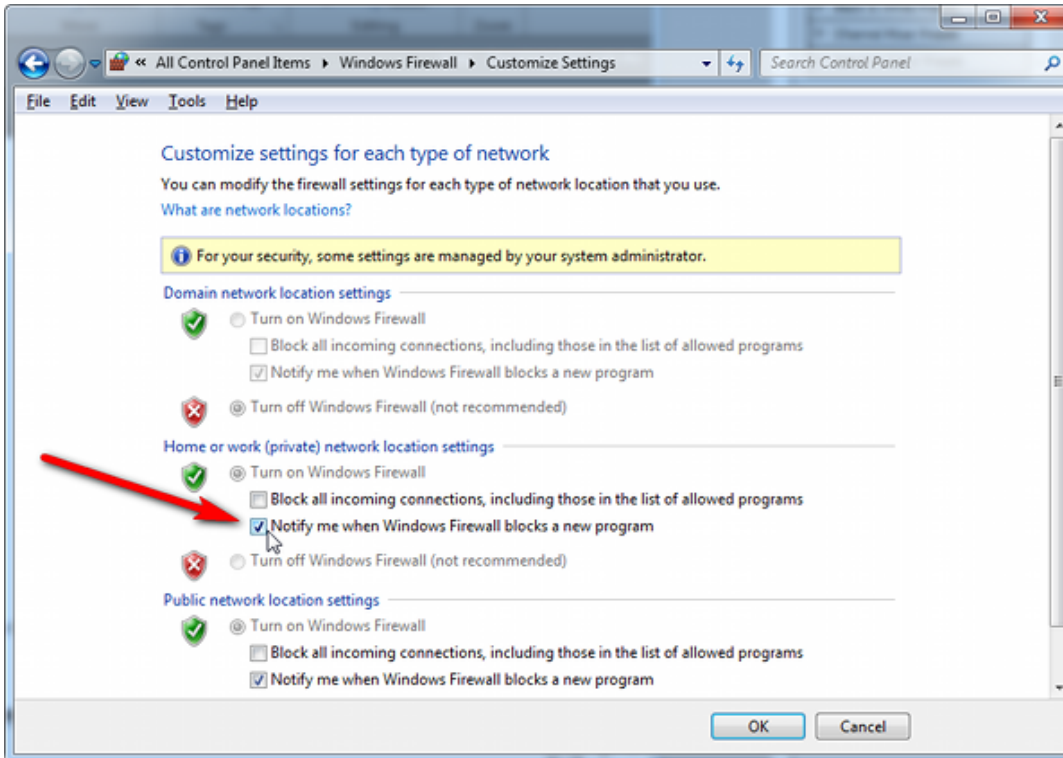 « All Control Panel Items ▸ Windows Firewall ▸ Customize Settings
Search Control Panel
File Edit View Tools Help
Customize settings for each type of network
You can modify the firewall settings for each type of network location that you use.
What are network locations?
For your security, some settings are managed by your system administrator.
Domain network location settings
Turn on Windows Firewall
Block all incoming connections, including those in the list of allowed programs
Notify me when Windows Firewall blocks a new program
Turn off Windows Firewall (not recommended)
Home or work (private) network location settings
Turn on Windows Firewall
Block all incoming connections, including those in the list of allowed programs
Notify me when Windows Firewall blocks a new program
Turn off Windows Firewall (not recommended)
Public network location settings
Turn on Windows Firewall
Block all incoming connections, including those in the list of allowed programs
Notify me when Windows Firewall blocks a new program
OK Cancel